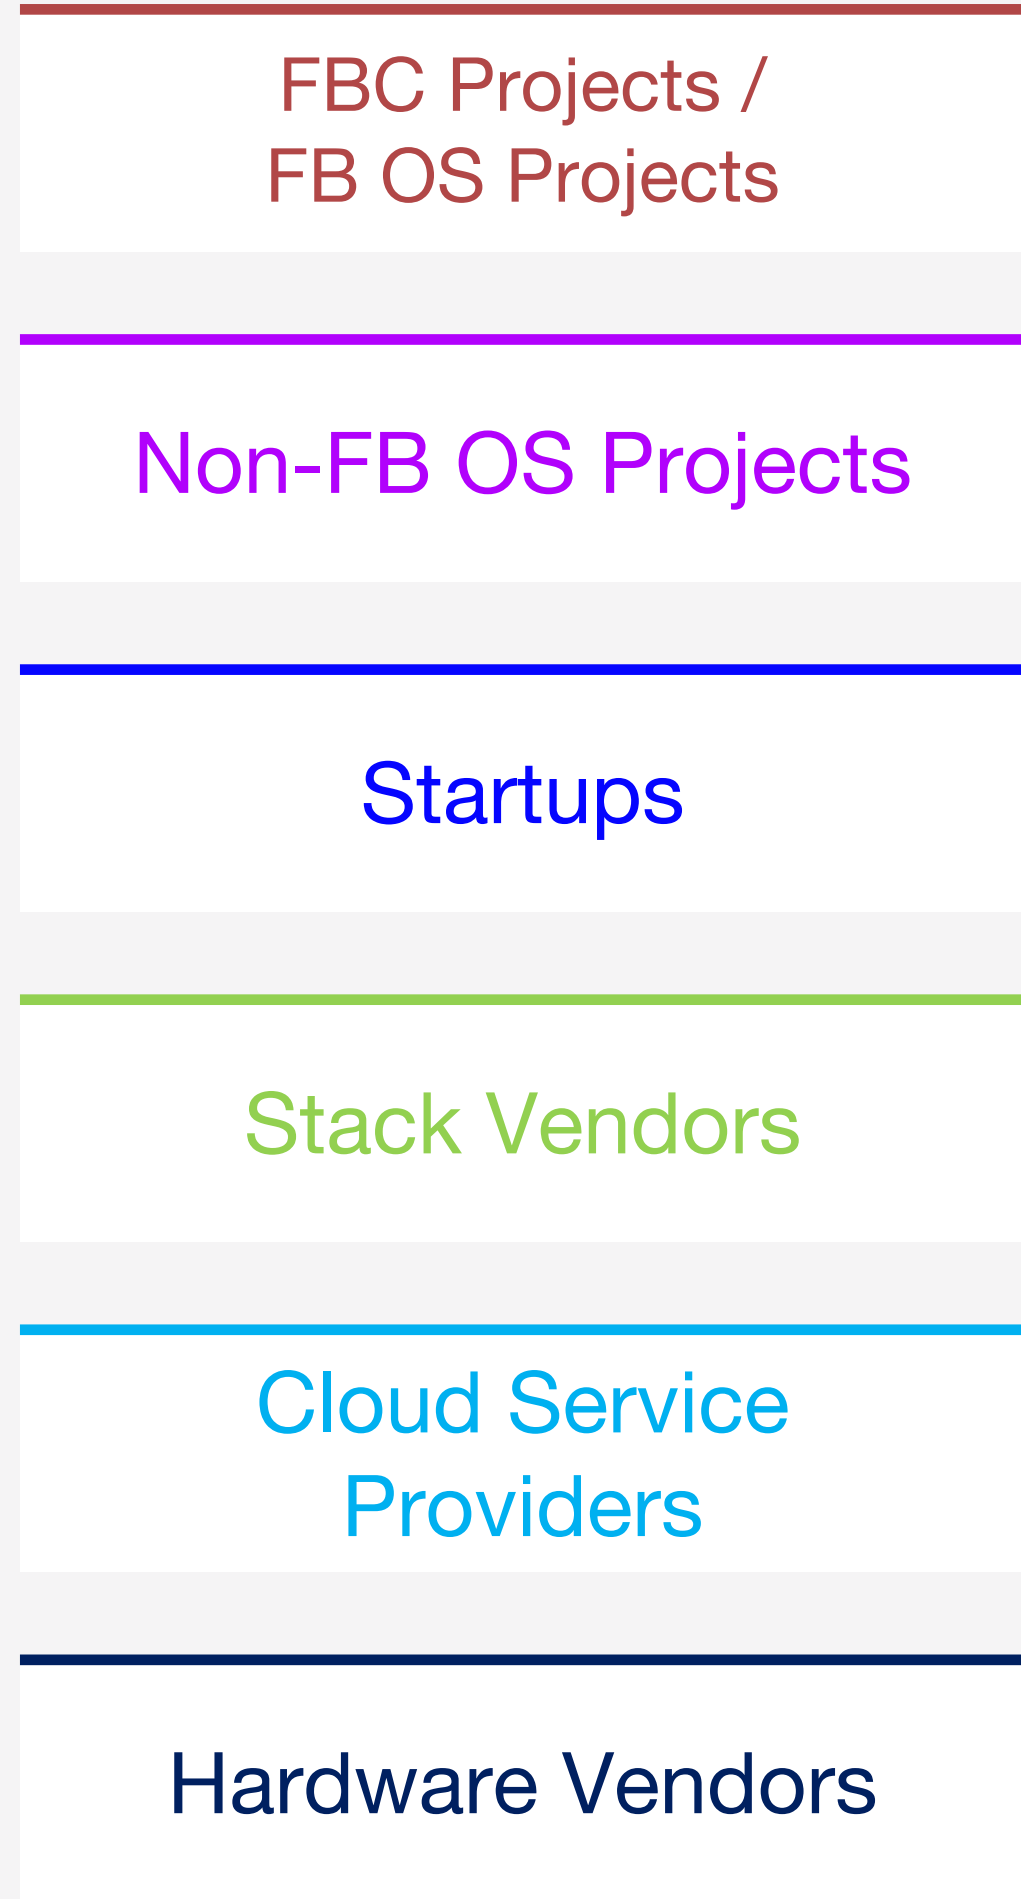 FBC Projects /
FB OS Projects
Non-FB OS Projects
Startups
Stack Vendors
Cloud Service
Providers
Hardware Vendors